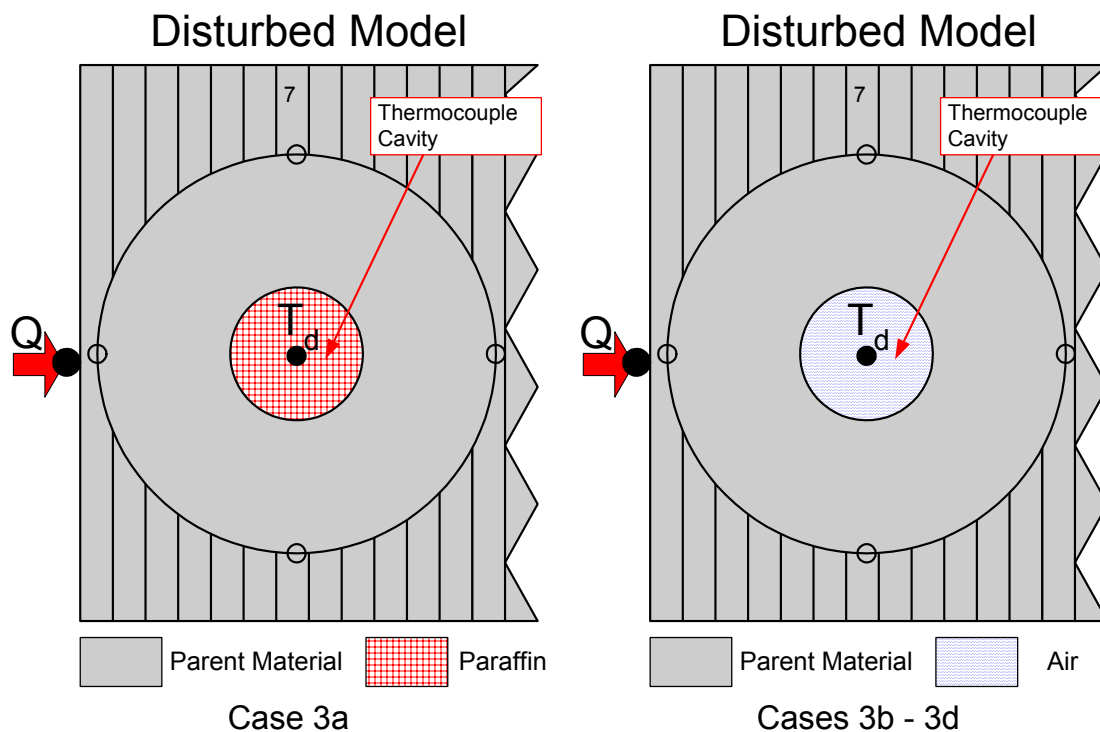 Disturbed Model
7
Thermocouple
Cavity
Q
T
d
Parent Material
Paraffin
Case 3a
Disturbed Model
7
Thermocouple
Cavity
Q
T
d
Parent Material
Air
Cases 3b - 3d